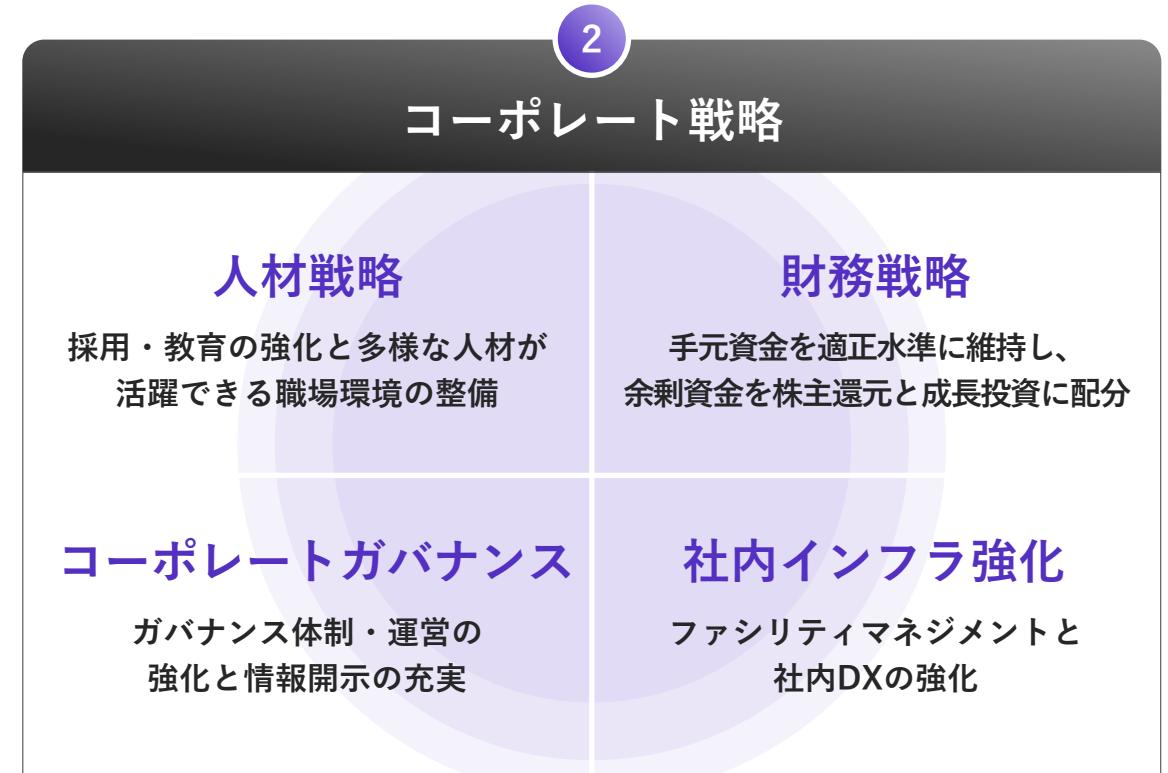 2
コーポレート戦略
人材戦略
採用・教育の強化と多様な人材が
活躍できる職場環境の整備
財務戦略
手元資金を適正水準に維持し、
余剰資金を株主還元と成長投資に配分
コーポレートガバナンス
ガバナンス体制・運営の
強化と情報開示の充実
社内インフラ強化
ファシリティマネジメントと
社内DXの強化